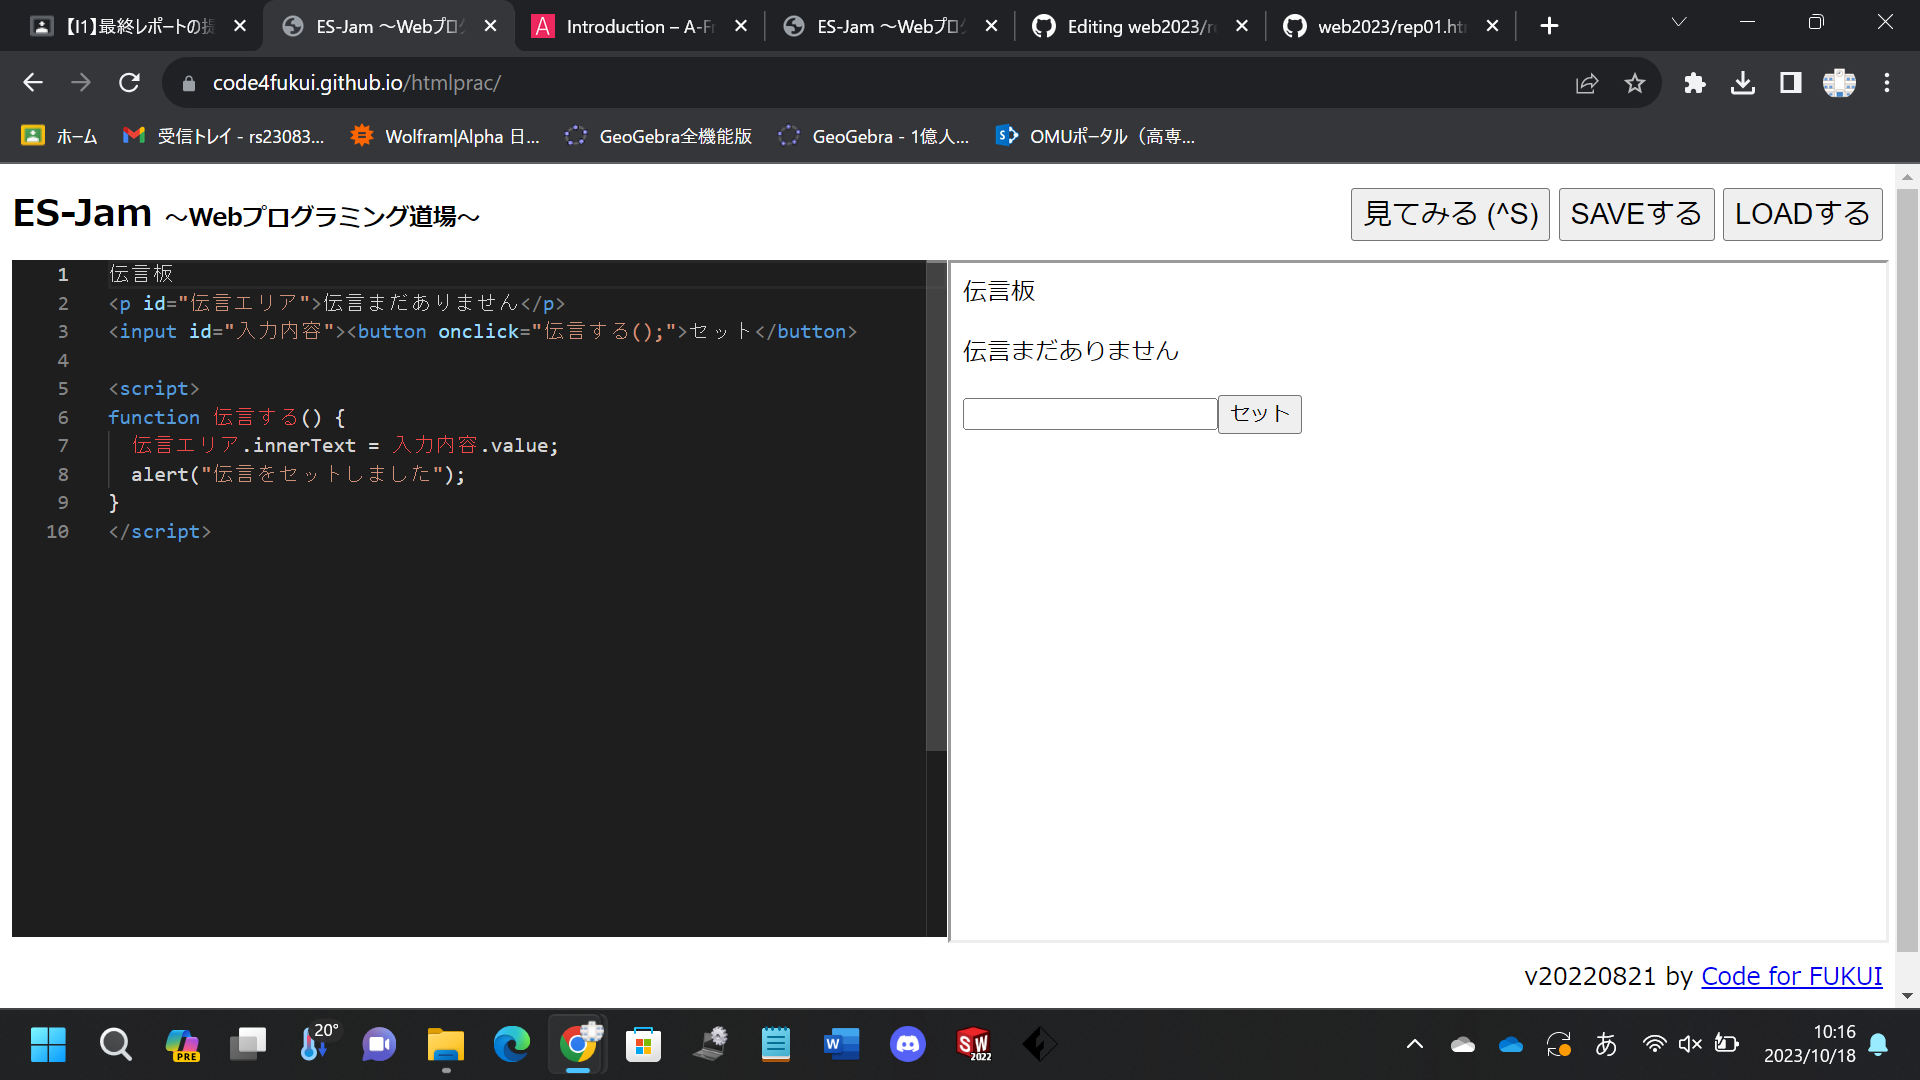 【I1】最終レポートの提
ES-Jam ～Webプログ
Introduction – A-Fr
ES-Jam ～Webプログ
Editing web2023/re
web2023/rep01.htm
code4fukui.github.io/htmlprac/
ホーム
受信トレイ - rs23083...
Wolfram|Alpha 日...
GeoGebra全機能版
GeoGebra - 1億人...
OMUポータル（高専...
ES-Jam ～Webプログラミング道場～
見てみる (^S)
SAVEする
LOADする
1 伝言板
2 <p id="伝言エリア">伝言まだありません</p>
3 <input id="入力内容"><button onclick="伝言する();">セット</button>
4
5 <script>
6 function 伝言する() {
7 伝言エリア.innerText = 入力内容.value;
8 alert("伝言をセットしました");
9 }
10 </script>
伝言板
伝言まだありません
セット
v20220821 by Code for FUKUI
PRE
20°
SW
2022
あ
10:16
2023/10/18